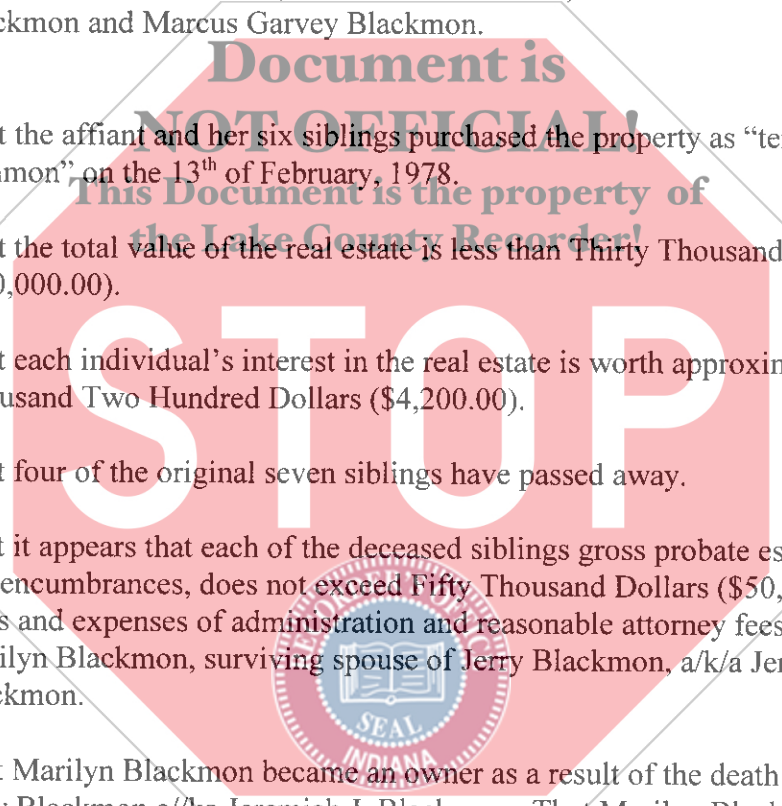 ckmon and Marcus Garvey Blackmon.
Document is
NOT OFFICIAL!
t the affiant and her six siblings purchased the property as “te
mon” on the 13th of February, 1978.
This Document is the property of
the Lake County Recorder!
t the total value of the real estate is less than Thirty Thousand
0,000.00).
STOP
t each individual’s interest in the real estate is worth approxin
usand Two Hundred Dollars ($4,200.00).
t four of the original seven siblings have passed away.
t it appears that each of the deceased siblings gross probate es
encumbrances, does not exceed Fifty Thousand Dollars ($50,
s and expenses of administration and reasonable attorney fees
ilyn Blackmon, surviving spouse of Jerry Blackmon, a/k/a Jer
ckmon.
SEAL
INDIANA
t Marilyn Blackmon became an owner as a result of the death